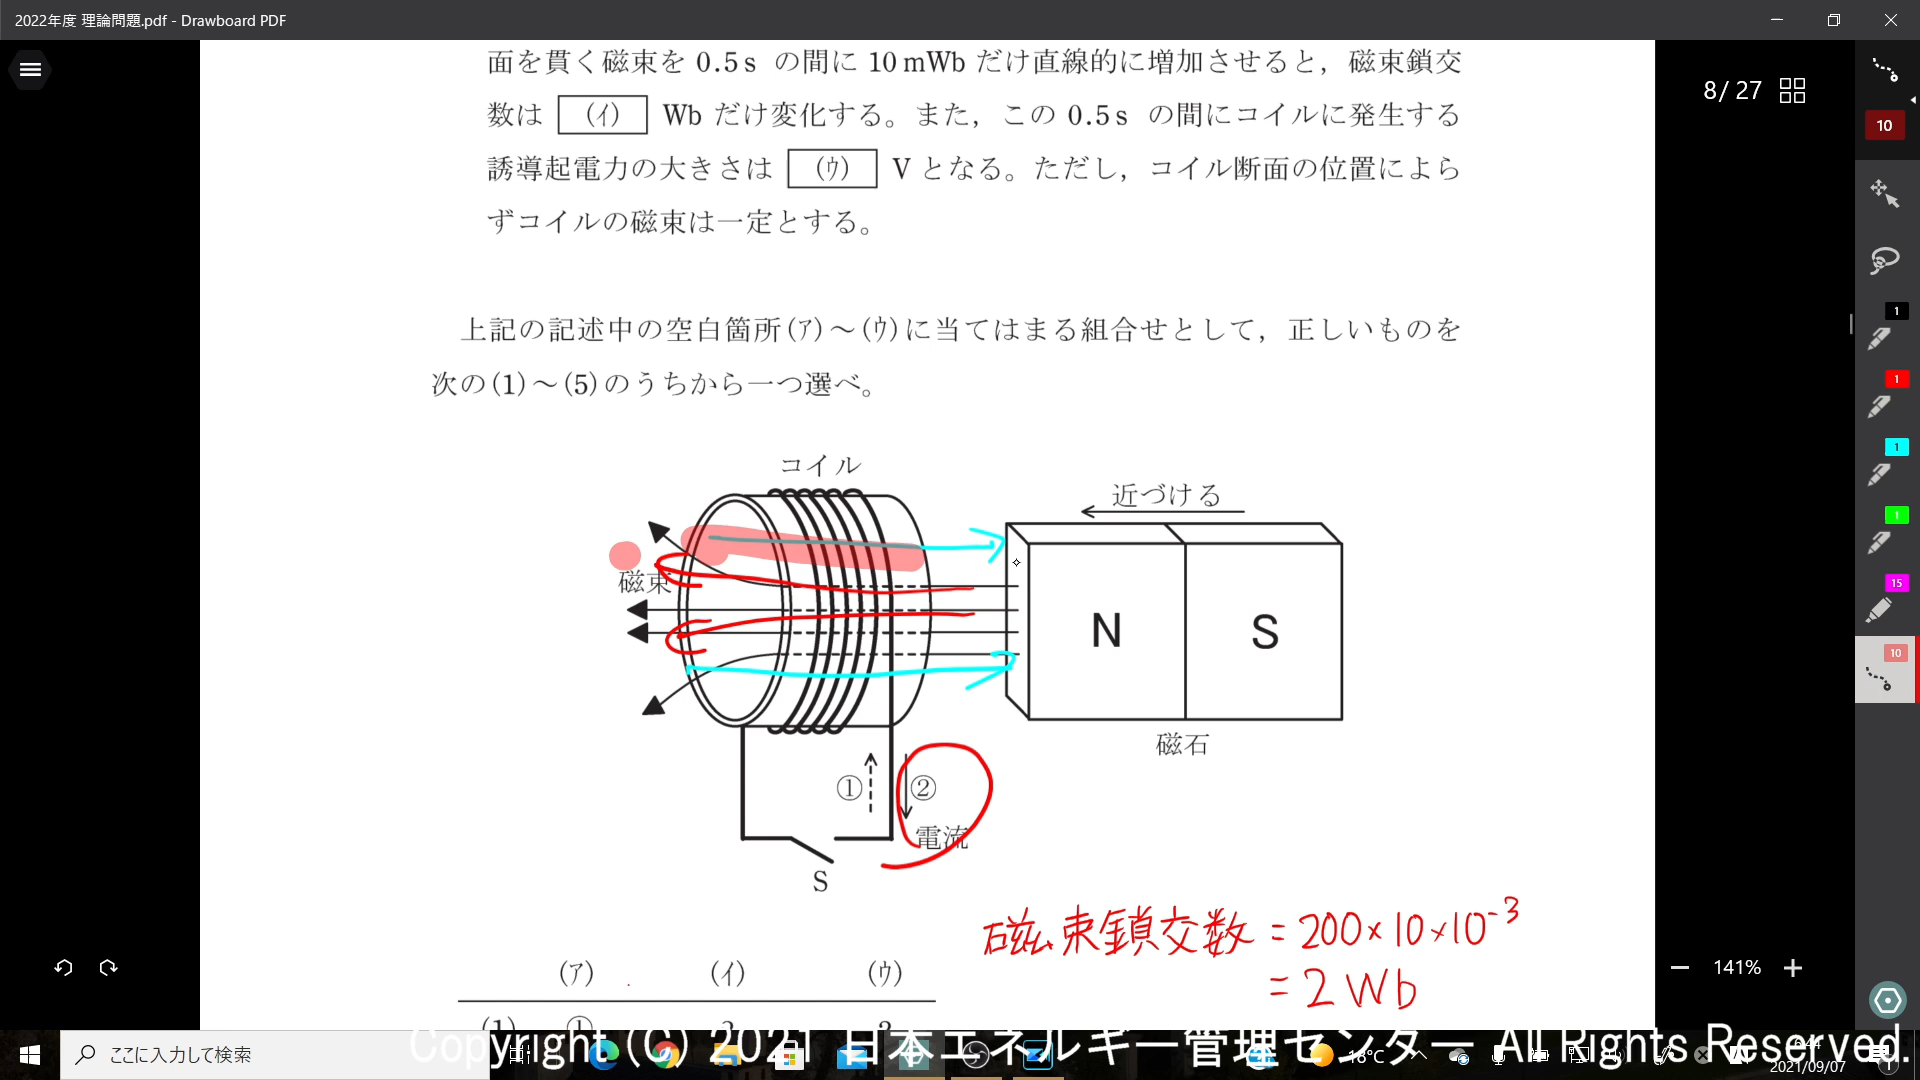 2022年度 理論問題.pdf - Drawboard PDF
面を貫く磁束を 0.5 s の間に 10 mWb だけ直線的に増加させると，磁束鎖交
数は (イ) Wb だけ変化する。また，この 0.5 s の間にコイルに発生する
誘導起電力の大きさは (ウ) V となる。ただし，コイル断面の位置によら
ずコイルの磁束は一定とする。
8/ 27
10
上記の記述中の空白箇所(ア)～(ウ)に当てはまる組合せとして，正しいものを
次の(1)～(5)のうちから一つ選べ。
1
1
1
1
15
10
コイル
近づける
磁束
N
S
磁石
①
②
電流
S
磁束鎖交数 = 200×10×10⁻³
= 2 Wb
(ア) (イ) (ウ)
(1) ① 2
141%
Copyright (C) 2021 日本エネルギー管理センター All Rights Reserved.
ここに入力して検索
18°C
2021/09/07